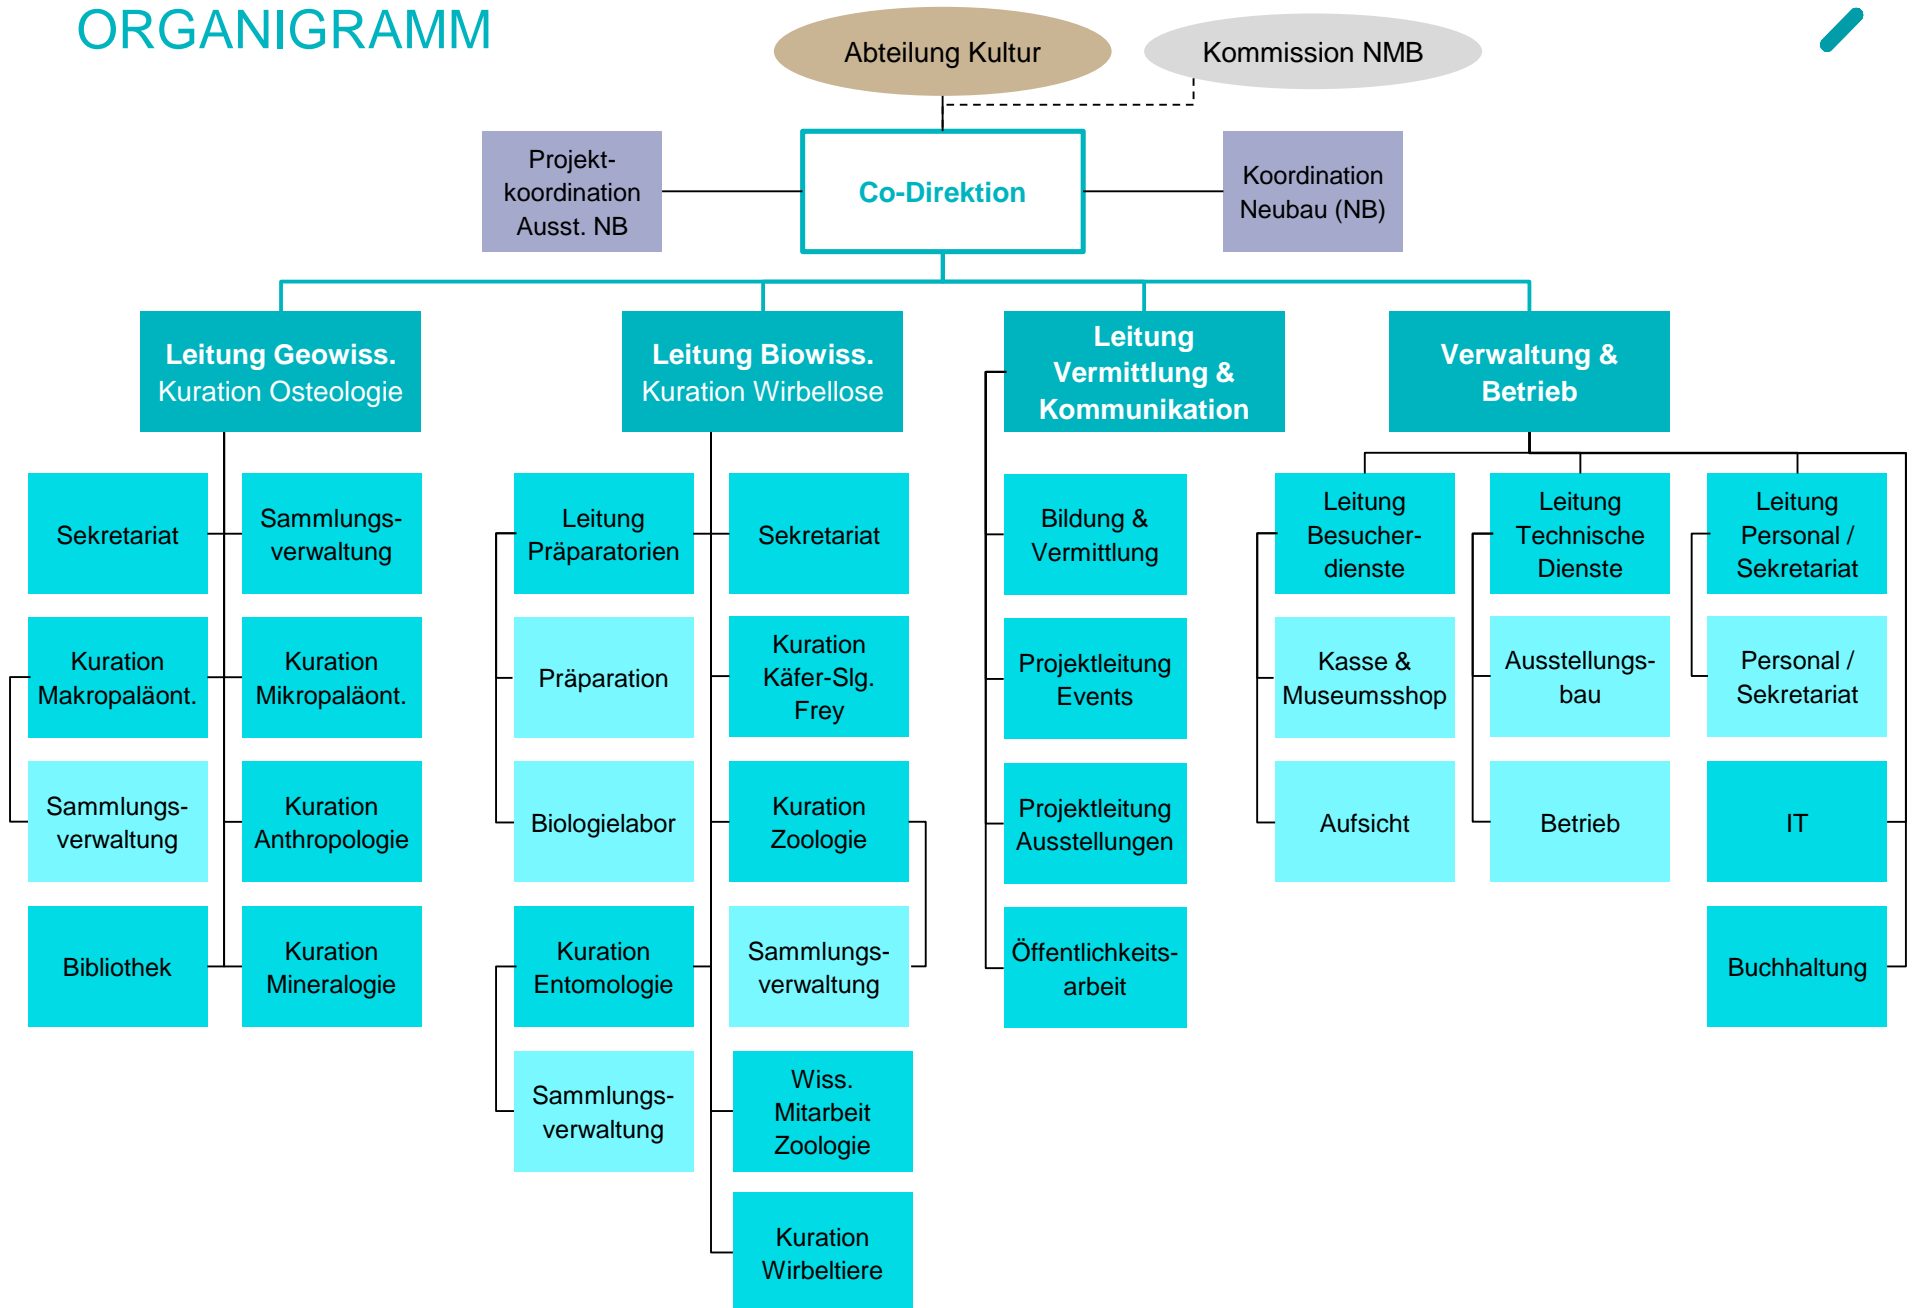 ORGANIGRAMM
Abteilung Kultur
Kommission NMB
Projekt-
koordination
Ausst. NB
Co-Direktion
Koordination
Neubau (NB)
Leitung Geowiss.
Kuration Osteologie
Leitung Biowiss.
Kuration Wirbellose
Leitung
Vermittlung &
Kommunikation
Verwaltung &
Betrieb
Sekretariat
Sammlungs-
verwaltung
Kuration
Makropaläont.
Kuration
Mikropaläont.
Sammlungs-
verwaltung
Kuration
Anthropologie
Bibliothek
Kuration
Mineralogie
Leitung
Präparatorien
Sekretariat
Präparation
Kuration
Käfer-Slg.
Frey
Biologielabor
Kuration
Zoologie
Kuration
Entomologie
Sammlungs-
verwaltung
Sammlungs-
verwaltung
Wiss.
Mitarbeit
Zoologie
Kuration
Wirbeltiere
Bildung &
Vermittlung
Projektleitung
Events
Projektleitung
Ausstellungen
Öffentlichkeits-
arbeit
Leitung
Besucher-
dienste
Kasse &
Museumsshop
Aufsicht
Leitung
Technische
Dienste
Ausstellungs-
bau
Betrieb
Leitung
Personal /
Sekretariat
Personal /
Sekretariat
IT
Buchhaltung